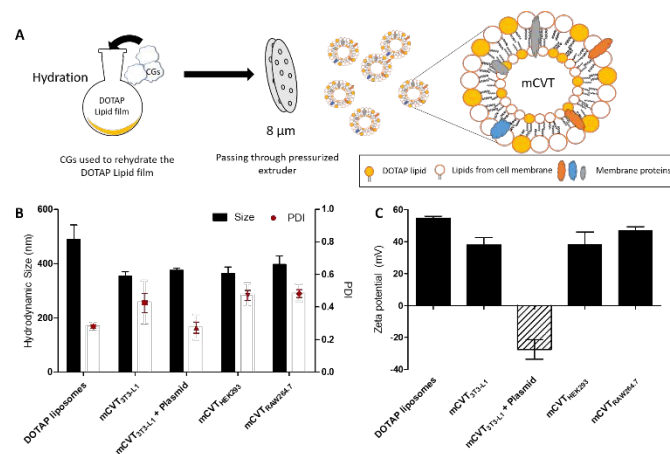 A
Hydration
CGs
DOTAP
Lipid film
CGs used to rehydrate the
DOTAP Lipid film
8 µm
Passing through pressurized
extruder
mCVT
DOTAP lipid
Lipids from cell membrane
Membrane proteins
B
600
400
200
0
Hydrodynamic Size (nm)
Size
PDI
1.0
0.8
0.6
0.4
0.2
0.0
PDI
DOTAP liposomes
mCVT3T3-L1
mCVT3T3-L1 + Plasmid
mCVTHEK293
mCVTRAW264.7
C
60
40
20
0
-20
-40
Zeta potential (mV)
DOTAP liposomes
mCVT3T3-L1
mCVT3T3-L1 + Plasmid
mCVTHEK293
mCVTRAW264.7